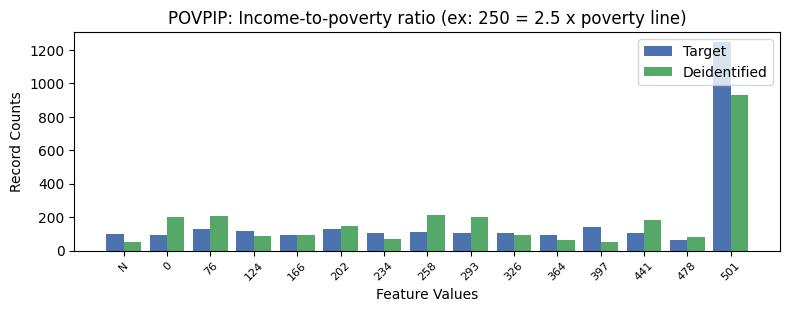 POVPIP: Income-to-poverty ratio (ex: 250 = 2.5 x poverty line)
Target
Deidentified
Record Counts
1200
1000
800
600
400
200
0
N 0 76 124 166 202 234 258 293 326 364 397 441 478 501
Feature Values